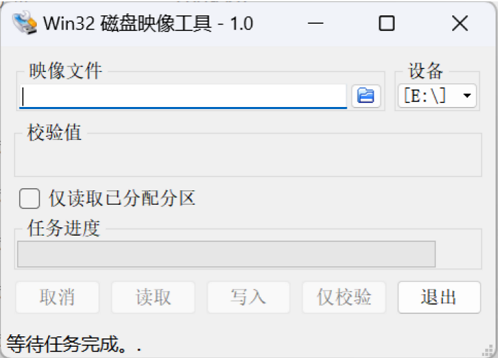 Win32 磁盘映像工具 - 1.0
映像文件
设备
[E:\]
校验值
仅读取已分配分区
任务进度
取消 读取 写入 仅校验 退出
等待任务完成。.